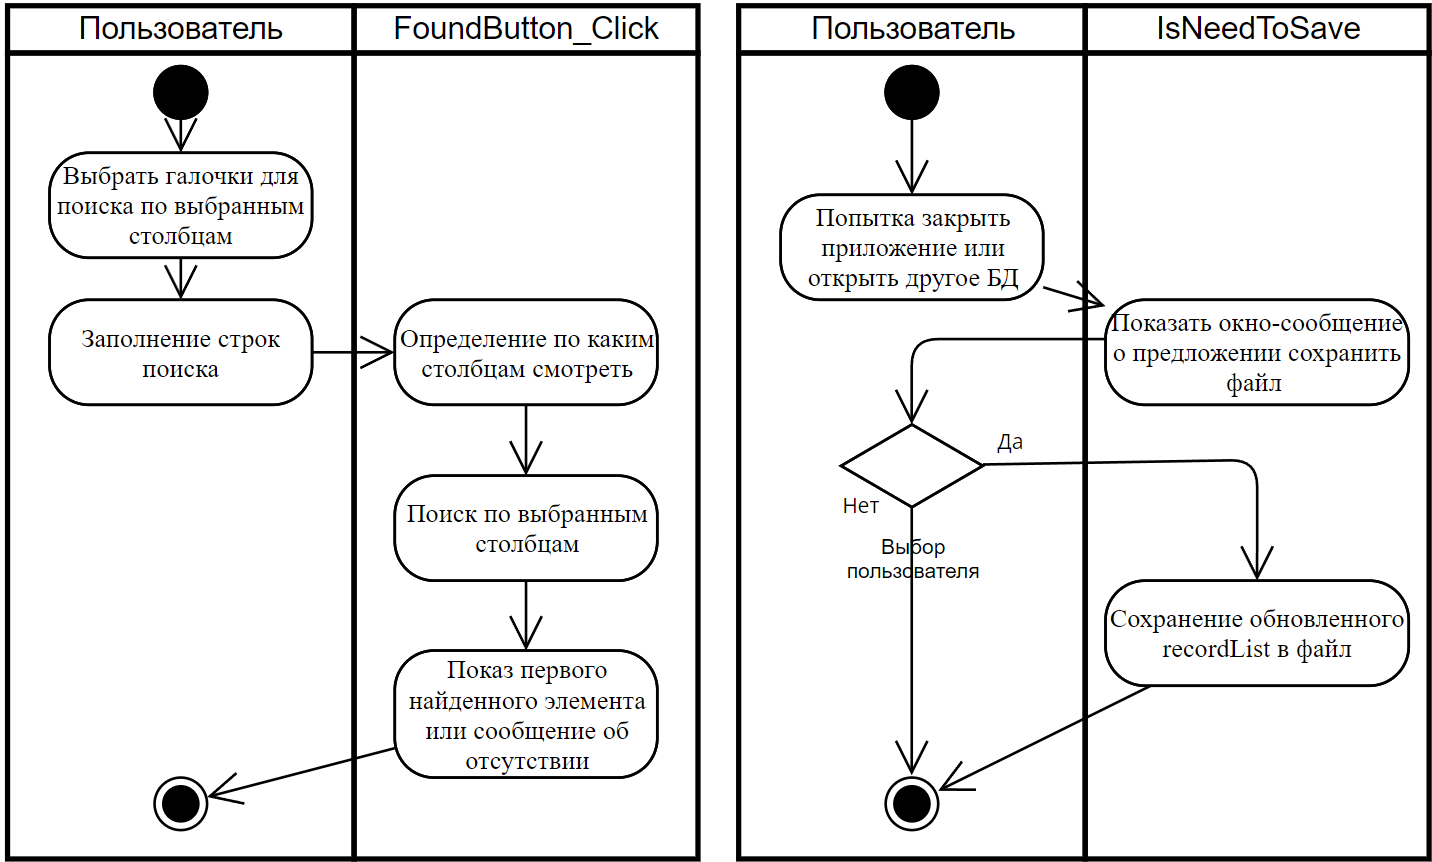 Пользователь
FoundButton_Click
Выбрать галочки для
поиска по выбранным
столбцам
Заполнение строк
поиска
Определение по каким
столбцам смотреть
Поиск по выбранным
столбцам
Показ первого
найденного элемента
или сообщение об
отсутствии
Пользователь
IsNeedToSave
Попытка закрыть
приложение или
открыть другое БД
Показать окно-сообщение
о предложении сохранить
файл
Да
Нет
Выбор
пользователя
Сохранение обновленного
recordList в файл